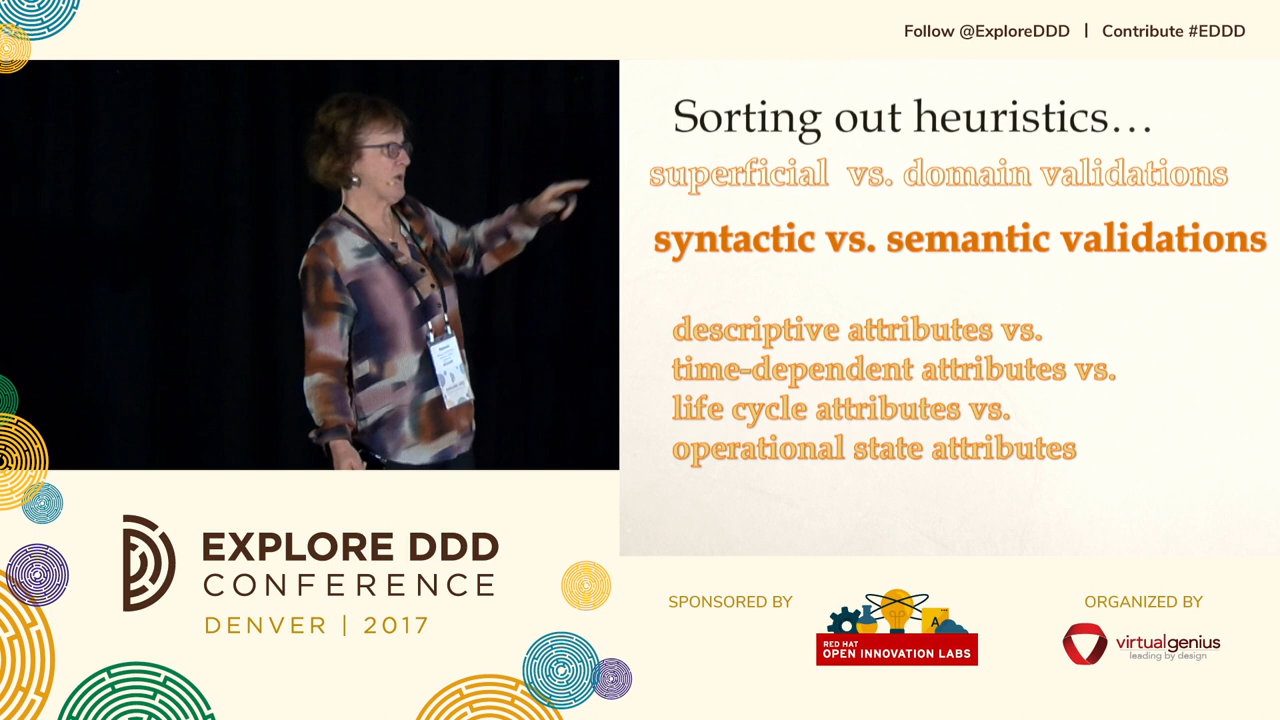 Follow @ExploreDDD | Contribute #EDDD
Sorting out heuristics…
superficial vs. domain validations
syntactic vs. semantic validations
descriptive attributes vs.
time-dependent attributes vs.
life cycle attributes vs.
operational state attributes
EXPLORE DDD
CONFERENCE
DENVER | 2017
SPONSORED BY
RED HAT
OPEN INNOVATION LABS
A
ORGANIZED BY
virtualgenius
leading by design